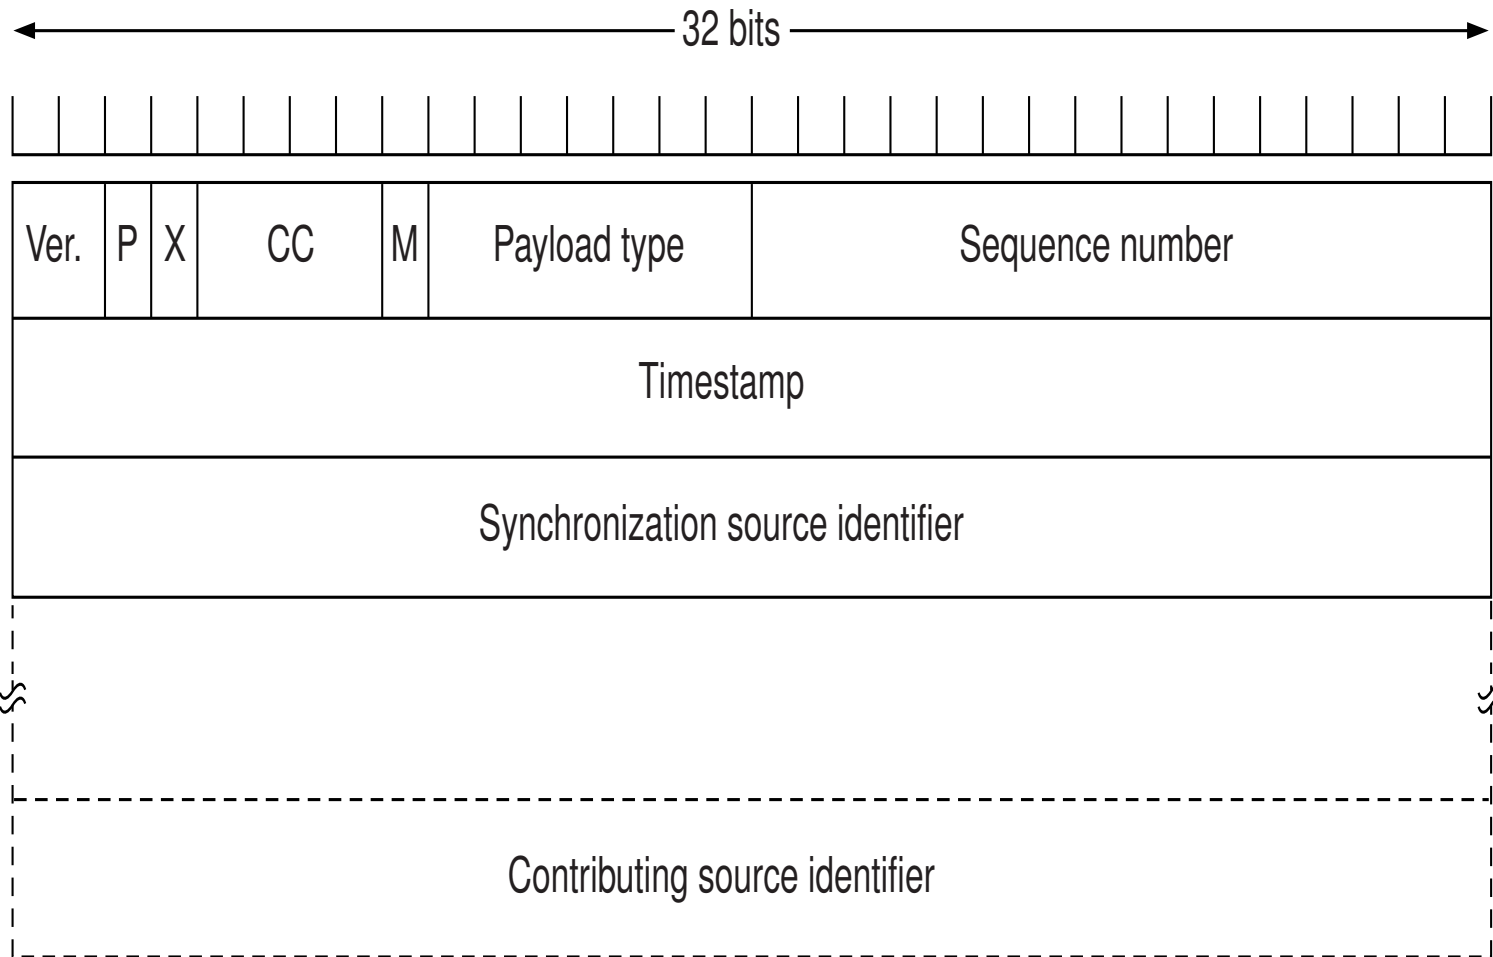 32 bits
Ver. P X CC M Payload type Sequence number
Timestamp
Synchronization source identifier
Contributing source identifier